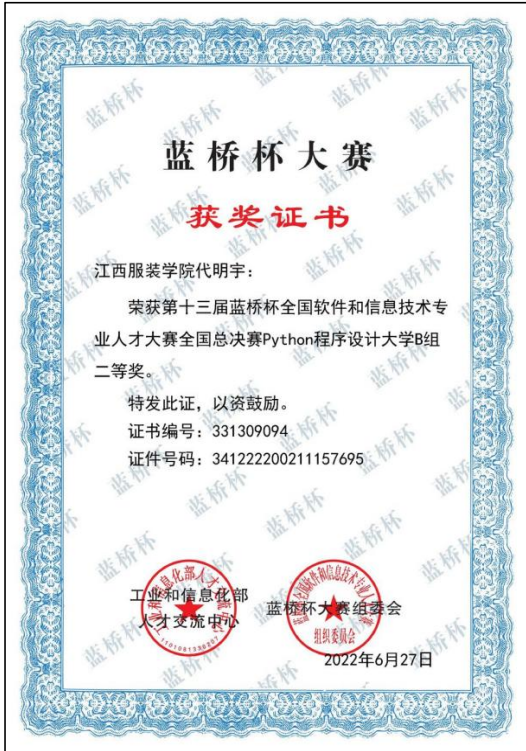 蓝桥杯大赛
获奖证书
江西服装学院代明宇：
荣获第十三届蓝桥杯全国软件和信息技术专
业人才大赛全国总决赛Python程序设计大学B组
二等奖。
特发此证，以资鼓励。
证书编号：331309094
证件号码：341222200211157695
工业和信息化部
人才交流中心
蓝桥杯大赛组委会
组织委员会
2022年6月27日